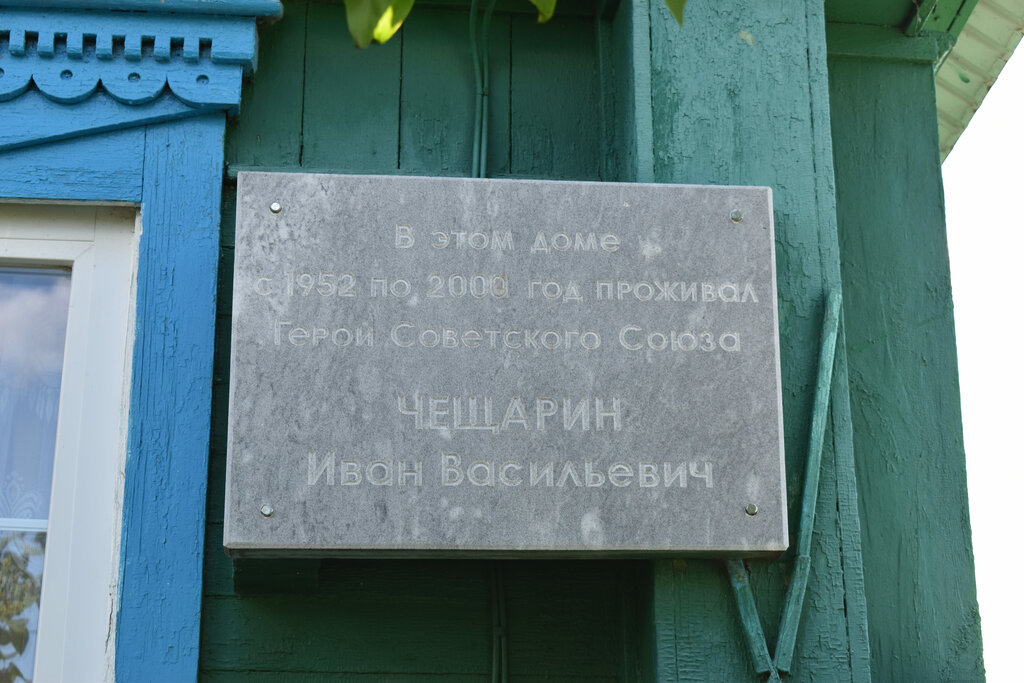 В этом доме
с 1952 по 2000 год проживал
Герой Советского Союза
ЧЕЩАРИН
Иван Васильевич